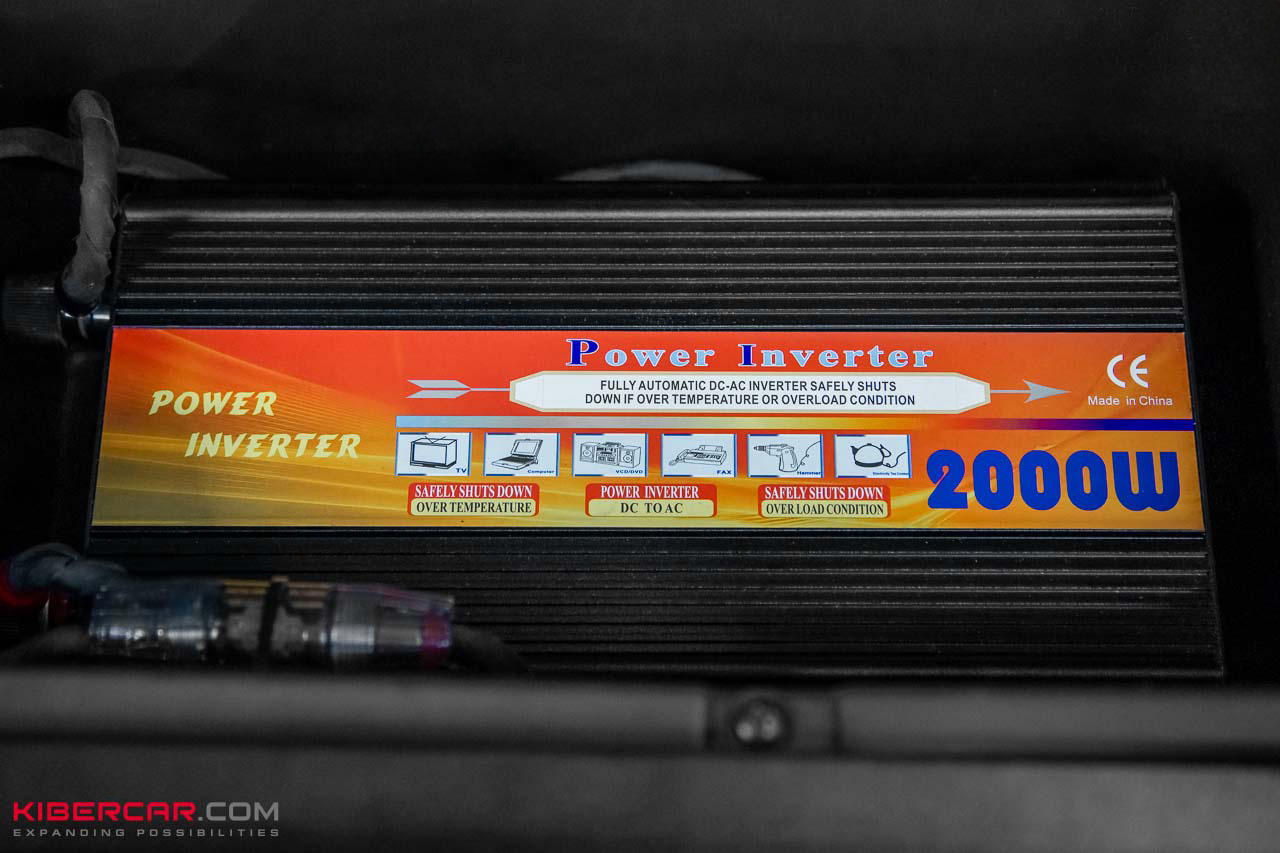 Power Inverter
FULLY AUTOMATIC DC-AC INVERTER SAFELY SHUTS
DOWN IF OVER TEMPERATURE OR OVERLOAD CONDITION
CE
Made in China
POWER
INVERTER
TV
Computer
VCD/DVD
FAX
Hammer
SAFELY SHUTS DOWN
OVER TEMPERATURE
POWER INVERTER
DC TO AC
SAFELY SHUTS DOWN
OVER LOAD CONDITION
2000W
KIBERCAR.COM
EXPANDING POSSIBILITIES